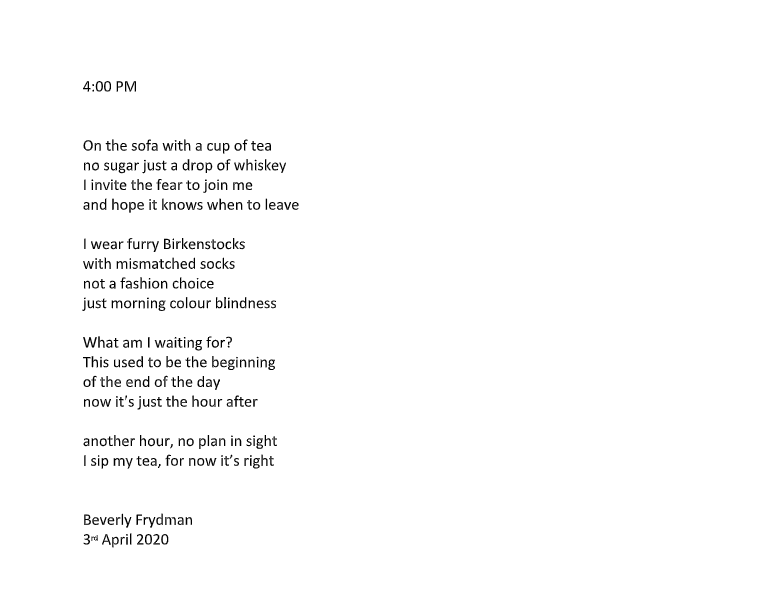 4:00 PM
On the sofa with a cup of tea
no sugar just a drop of whiskey
I invite the fear to join me
and hope it knows when to leave
I wear furry Birkenstocks
with mismatched socks
not a fashion choice
just morning colour blindness
What am I waiting for?
This used to be the beginning
of the end of the day
now it’s just the hour after
another hour, no plan in sight
I sip my tea, for now it’s right
Beverly Frydman
3rd April 2020